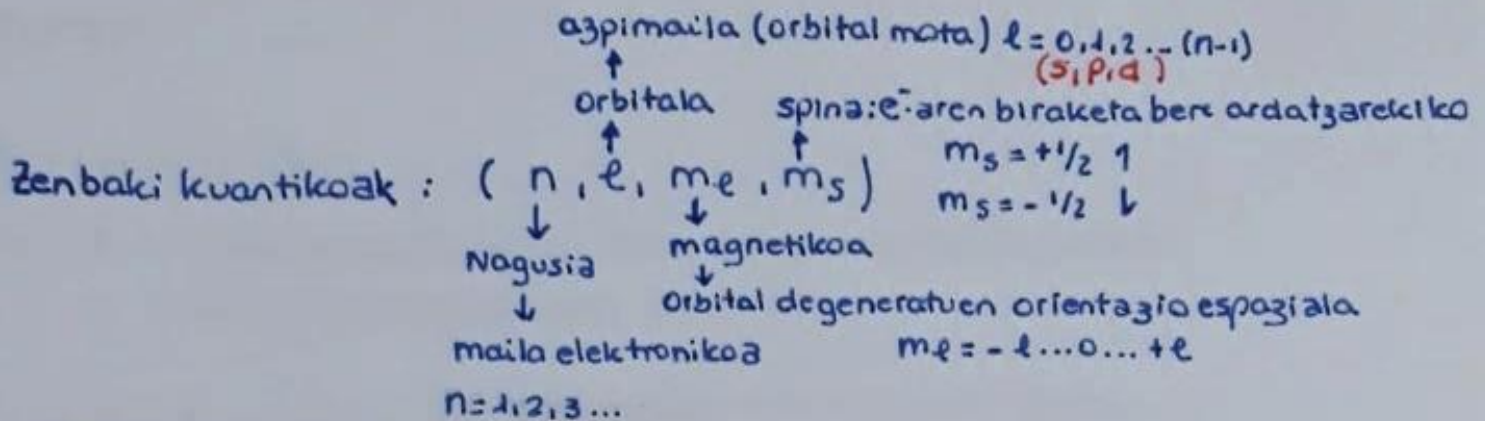 azpimaila (orbital mota) l = 0,1,2 ... (n-1)
(s,p,d)
↑
orbitala
spina: e⁻-aren biraketa bere ardatzarekiko
↑ ↑
ms = +1/2 ↑
Zenbaki kuantikoak : ( n , l , ml , ms )
ms = - 1/2 ↓
↓ ↓
Nagusia
magnetikoa
↓ ↓
orbital degeneratuen orientazio espaziala
maila elektronikoa
ml = - l ... 0 ... + l
n = 1, 2, 3 ...